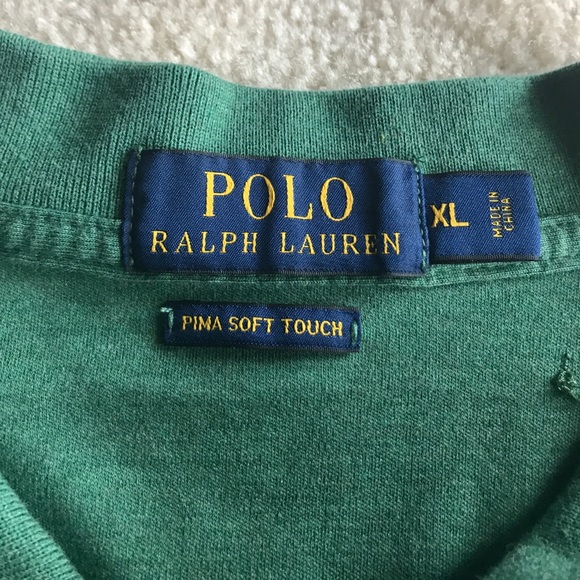 POLO
RALPH LAUREN
XL
MADE IN
CHINA
PIMA SOFT TOUCH